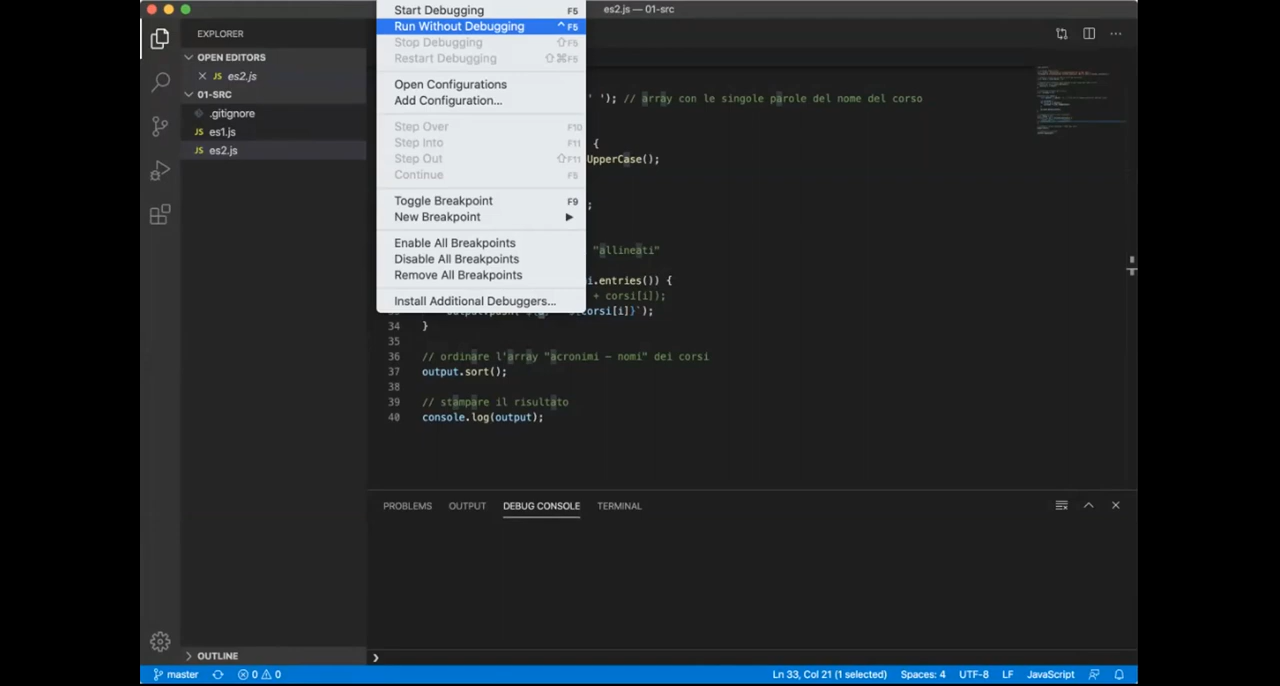 es2.js — 01-src
Start Debugging F5
Run Without Debugging ^ F5
Stop Debugging ⇧F5
Restart Debugging ⇧⌘F5
Open Configurations
Add Configuration...
Step Over F10
Step Into F11
Step Out ⇧F11
Continue F5
Toggle Breakpoint F9
New Breakpoint ▶
Enable All Breakpoints
Disable All Breakpoints
Remove All Breakpoints
Install Additional Debuggers...
EXPLORER
OPEN EDITORS
JS es2.js
01-SRC
.gitignore
JS es1.js
JS es2.js
OUTLINE
' '); // array con le singole parole del nome del corso
{
UpperCase();
;
"allineati"
i.entries()) {
+ corsi[i]);
corsi[i]}`);
34 }
35
36 // ordinare l'array "acronimi – nomi" dei corsi
37 output.sort();
38
39 // stampare il risultato
40 console.log(output);
PROBLEMS OUTPUT DEBUG CONSOLE TERMINAL
master 0 0 Ln 33, Col 21 (1 selected) Spaces: 4 UTF-8 LF JavaScript